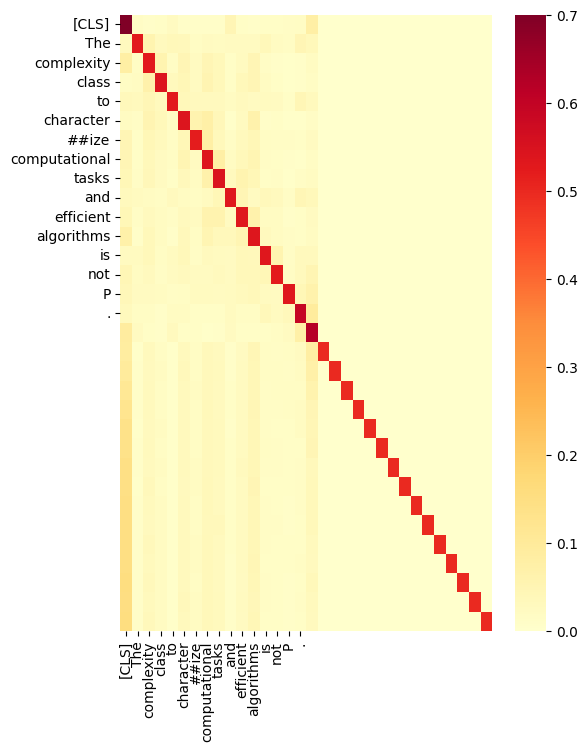 [CLS]
The
complexity
class
to
character
##ize
computational
tasks
and
efficient
algorithms
is
not
P
.
[CLS]
The
complexity
class
to
character
##ize
computational
tasks
and
efficient
algorithms
is
not
P
.
0.7
0.6
0.5
0.4
0.3
0.2
0.1
0.0